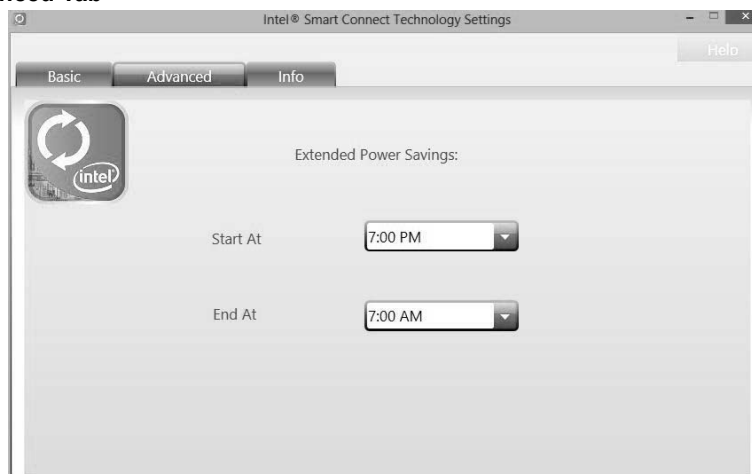 Tab
Intel® Smart Connect Technology Settings
Help
Basic Advanced Info
intel
Extended Power Savings:
Start At 7:00 PM
End At 7:00 AM